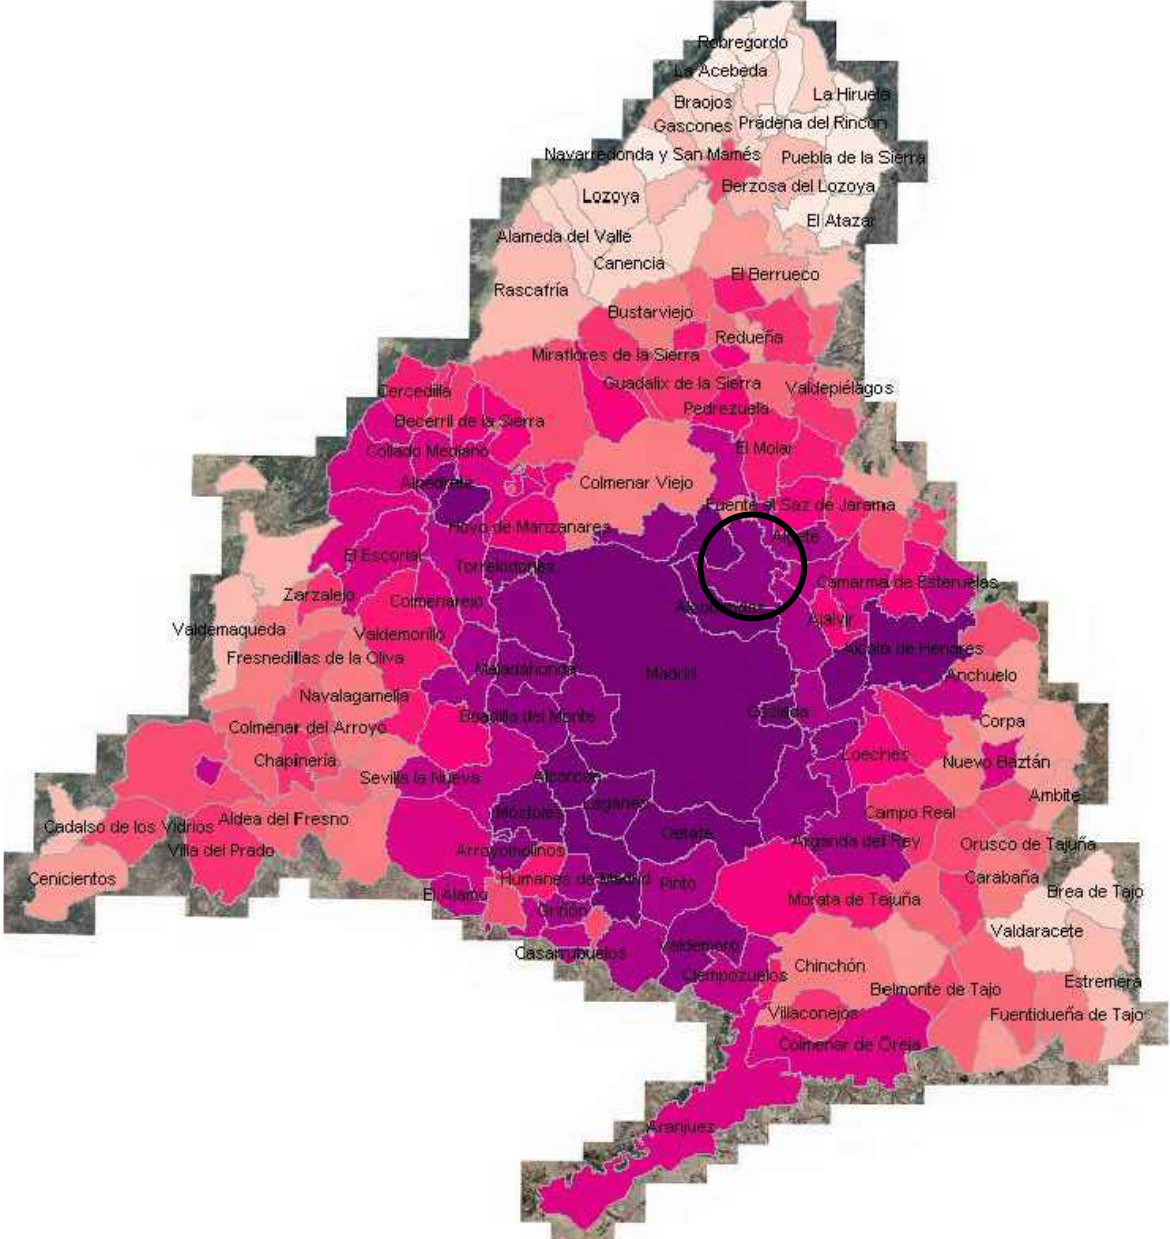 Robregordo
La Acebeda
La Hiruela
Braojos
Gascones
Prádena del Rincón
Navarredonda y San Mamés
Puebla de la Sierra
Berzosa del Lozoya
Lozoya
El Atazar
Alameda del Valle
Canencia
El Berrueco
Rascafría
Bustarviejo
Redueña
Miraflores de la Sierra
Guadalix de la Sierra
Valdepiélagos
Cercedilla
Pedrezuela
Becerril de la Sierra
El Molar
Collado Mediano
Alpedrete
Colmenar Viejo
Fuente el Saz de Jarama
Hoyo de Manzanares
Algete
El Escorial
Torrelodones
Camarma de Esteruelas
Zarzalejo
Colmenarejo
Alcobendas
Ajalvir
Valdemaqueda
Valdemorillo
Alcalá de Henares
Fresnedillas de la Oliva
Majadahonda
Madrid
Anchuelo
Navalagamella
Boadilla del Monte
Coslada
Corpa
Colmenar del Arroyo
Loeches
Nuevo Baztán
Chapinería
Sevilla la Nueva
Alcorcón
Ambite
Móstoles
Leganés
Campo Real
Cadalso de los Vidrios
Aldea del Fresno
Getafe
Arganda del Rey
Orusco de Tajuña
Villa del Prado
Arroyomolinos
Cenicientos
Humanes de Madrid
Pinto
Carabaña
Brea de Tajo
El Álamo
Morata de Tajuña
Griñón
Valdaracete
Casarrubuelos
Valdemoro
Ciempozuelos
Chinchón
Estremera
Belmonte de Tajo
Villaconejos
Fuentidueña de Tajo
Colmenar de Oreja
Aranjuez